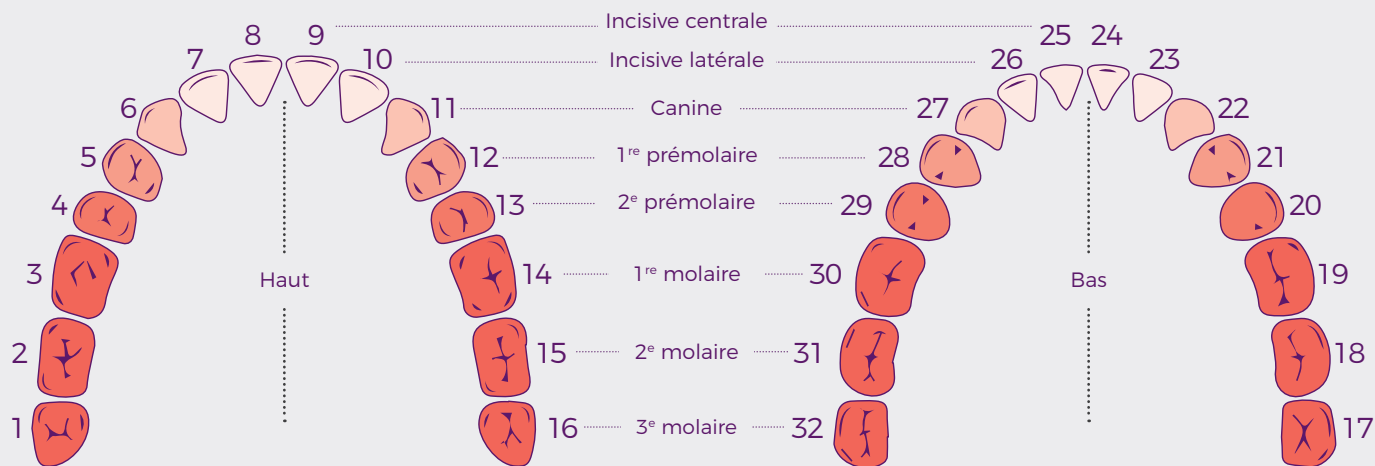 8 9 Incisive centrale 25 24
7 10 Incisive latérale 26 23
6 11 Canine 27 22
5 12 1re prémolaire 28 21
4 13 2e prémolaire 29 20
3 Haut 14 1re molaire 30 Bas 19
2 15 2e molaire 31 18
1 16 3e molaire 32 17